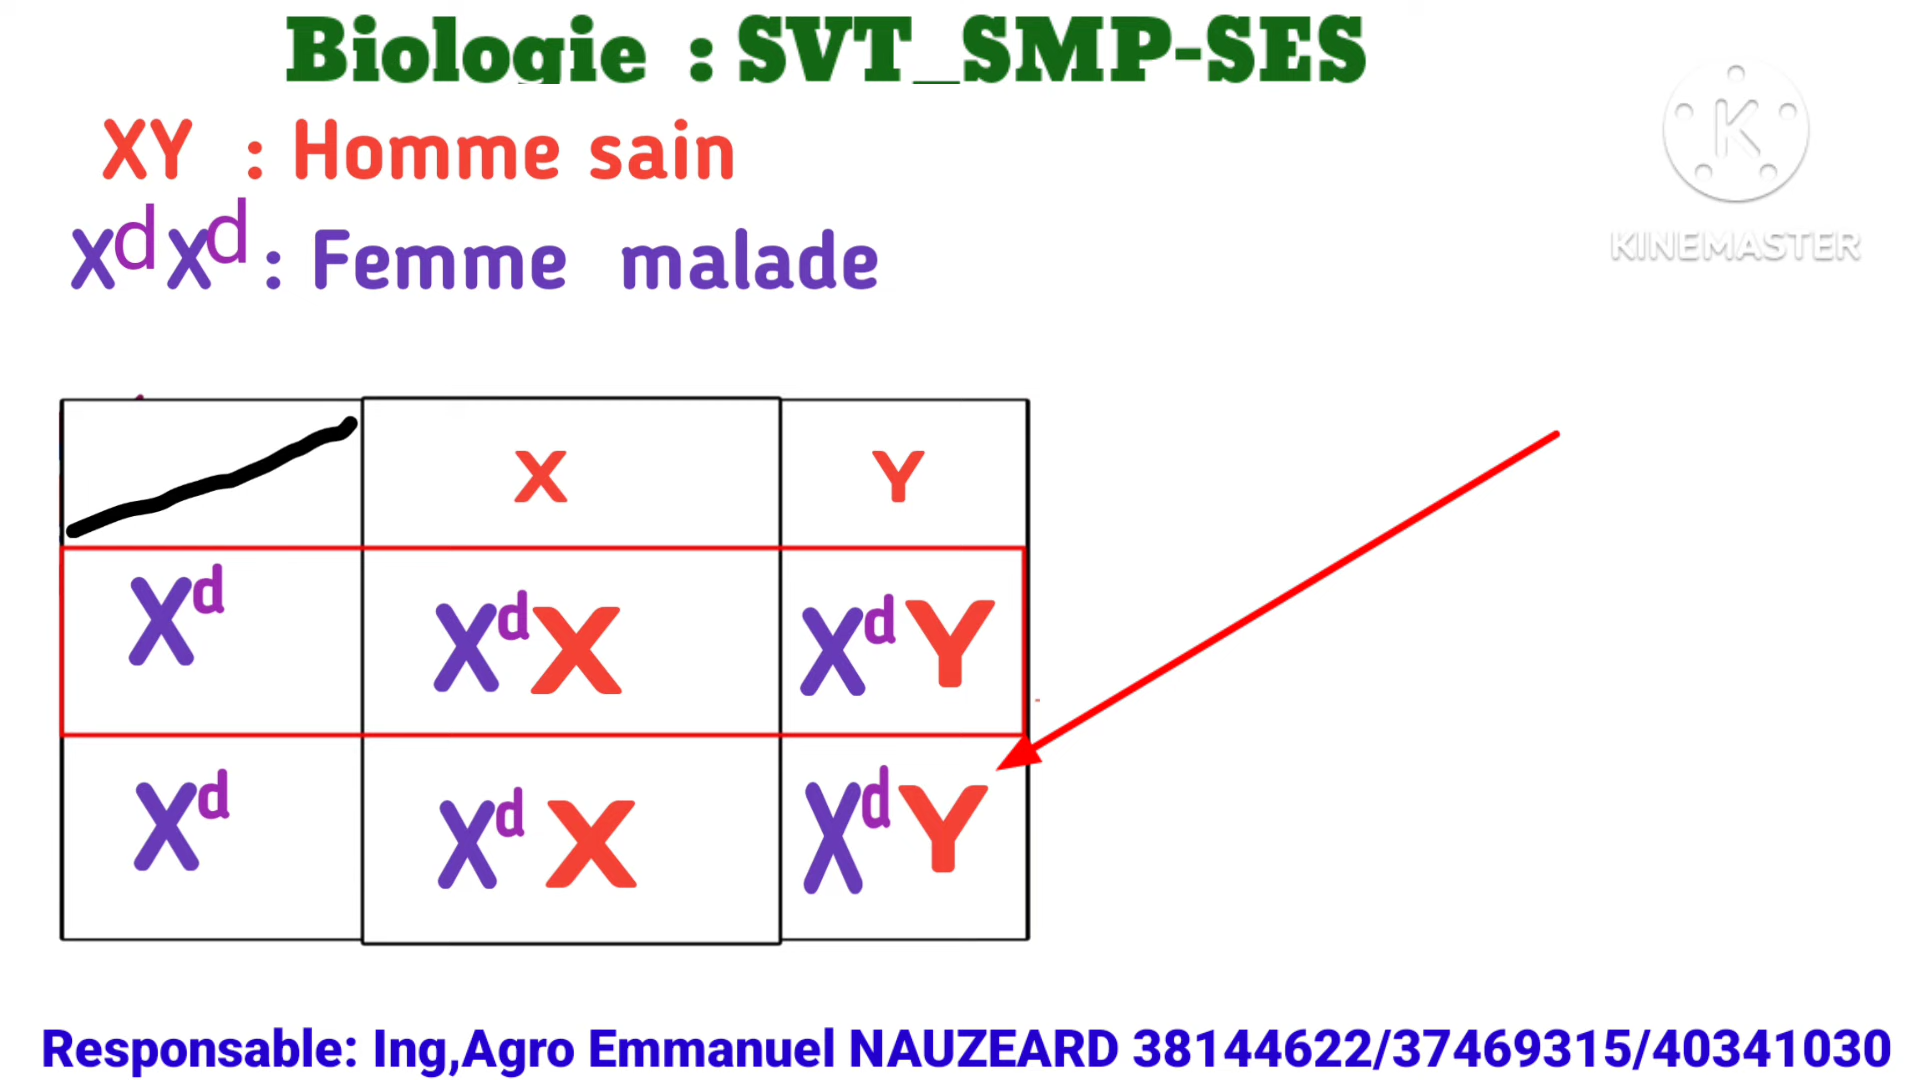 Biologie : SVT_SMP-SES
XY : Homme sain
K
KINEMASTER
XdXd : Femme malade
X Y
Xd XdX XdY
Xd XdX XdY
Responsable: Ing,Agro Emmanuel NAUZEARD 38144622/37469315/40341030